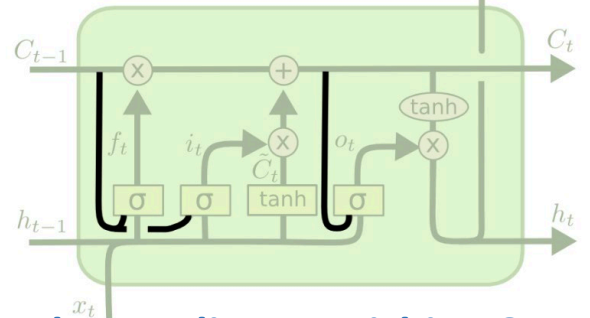 C_{t-1} × + C_t
tanh
f_t i_t × o_t ×
C̃_t
σ σ tanh σ
h_{t-1} h_t
x_t